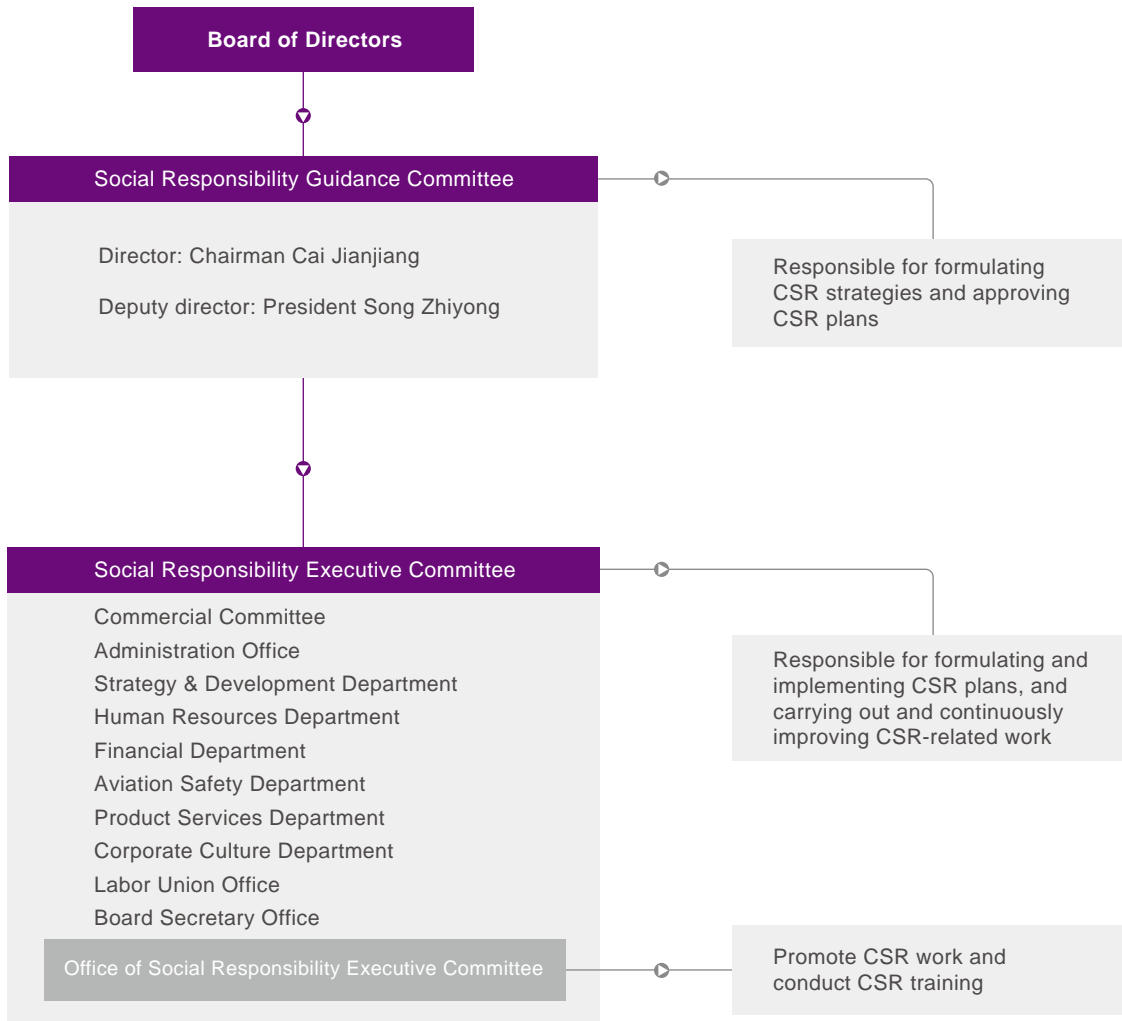 Board of Directors
Social Responsibility Guidance Committee
Director: Chairman Cai Jianjiang
Deputy director: President Song Zhiyong
Responsible for formulating
CSR strategies and approving
CSR plans
Social Responsibility Executive Committee
Commercial Committee
Administration Office
Strategy & Development Department
Human Resources Department
Financial Department
Aviation Safety Department
Product Services Department
Corporate Culture Department
Labor Union Office
Board Secretary Office
Responsible for formulating and
implementing CSR plans, and
carrying out and continuously
improving CSR-related work
Office of Social Responsibility Executive Committee
Promote CSR work and
conduct CSR training